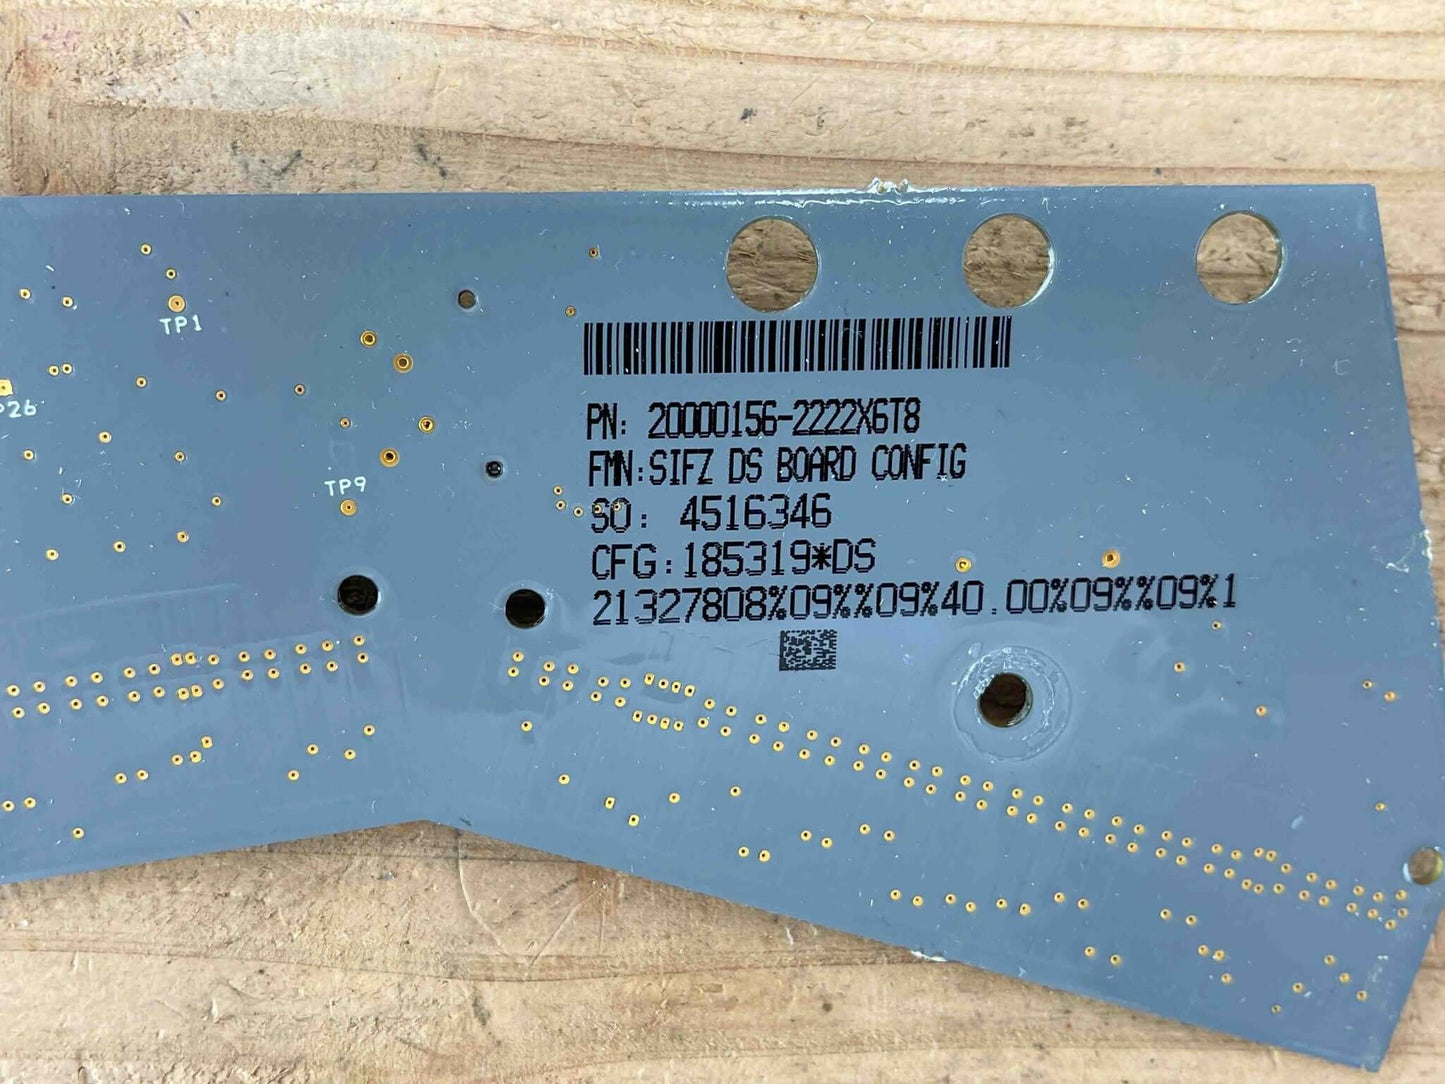 TP1
P26
TP9
PN: 20000156-2222X6T8
FMN:SIFZ DS BOARD CONFIG
SO: 4516346
CFG:185319*DS
21327808%09%%09%40.00%09%%09%1